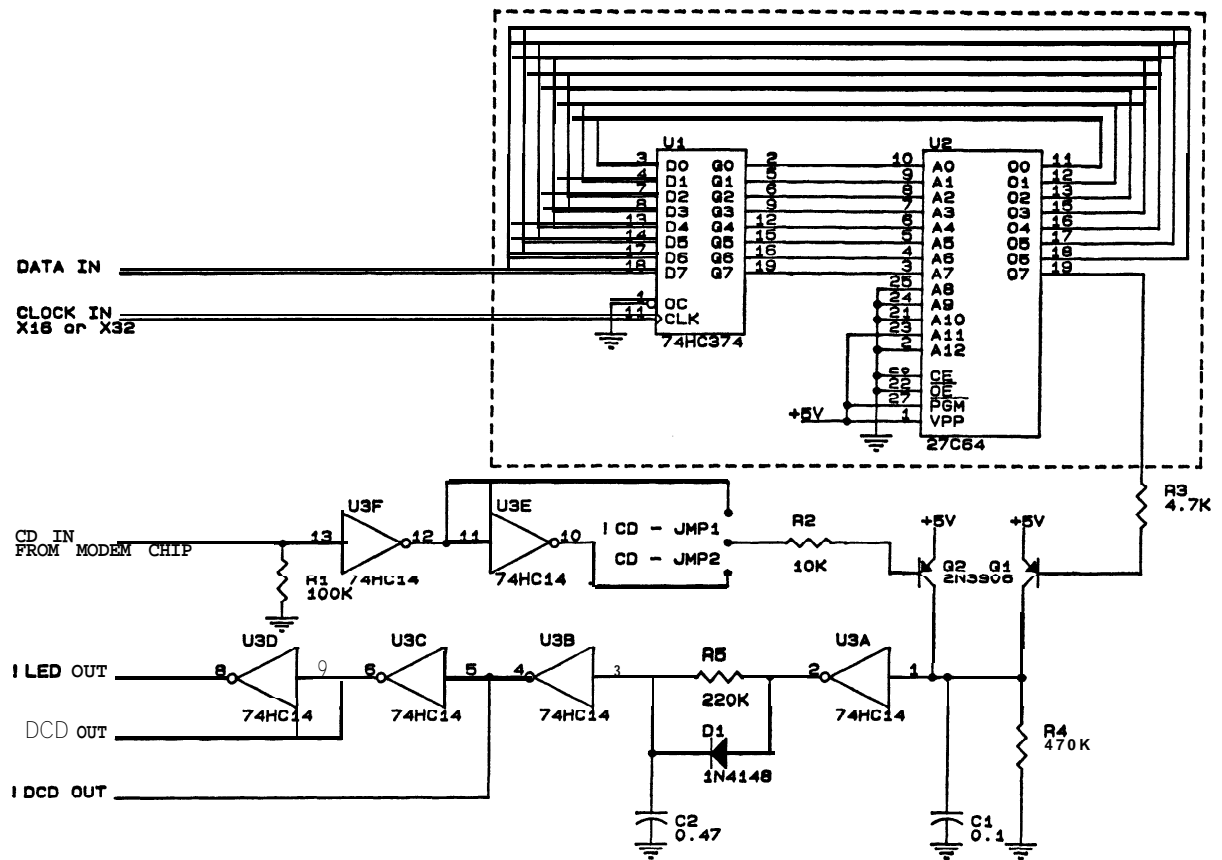 U1
U2
3 D0 Q0 2 10 A0 O0 11
4 D1 Q1 5 9 A1 O1 12
7 D2 Q2 6 8 A2 O2 13
8 D3 Q3 9 7 A3 O3 15
13 D4 Q4 12 6 A4 O4 16
14 D5 Q5 15 5 A5 O5 17
17 D6 Q6 16 4 A6 O6 18
DATA IN 18 D7 Q7 19 3 A7 O7 19
25 A8
1 OC 24 A9
CLOCK IN 11 CLK 21 A10
X16 or X32
23 A11
74HC374 2 A12
CE
22 OE
27 PGM
+5V 1 VPP
27C64
R3
4.7K
U3F U3E
CD IN 13 12 11 10 !CD - JMP1 R2 +5V +5V
FROM MODEM CHIP CD - JMP2 10K
R1 74HC14 74HC14 Q2 Q1
100K 2N3906
U3D U3C U3B R5 U3A
!LED OUT 8 9 6 5 4 3 2 1
220K
74HC14 74HC14 74HC14 74HC14
DCD OUT D1 R4
470K
1N4148
!DCD OUT
C2 C1
0.47 0.1